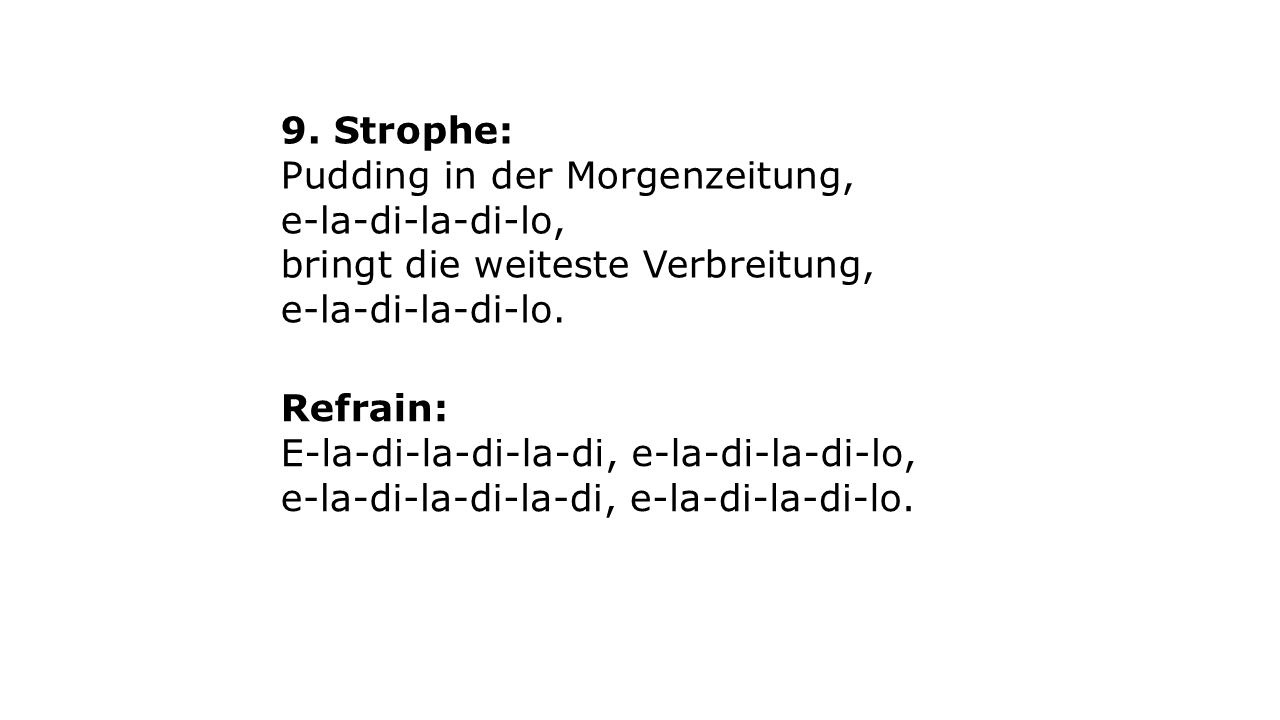 9. Strophe:
Pudding in der Morgenzeitung,
e-la-di-la-di-lo,
bringt die weiteste Verbreitung,
e-la-di-la-di-lo.
Refrain:
E-la-di-la-di-la-di, e-la-di-la-di-lo,
e-la-di-la-di-la-di, e-la-di-la-di-lo.